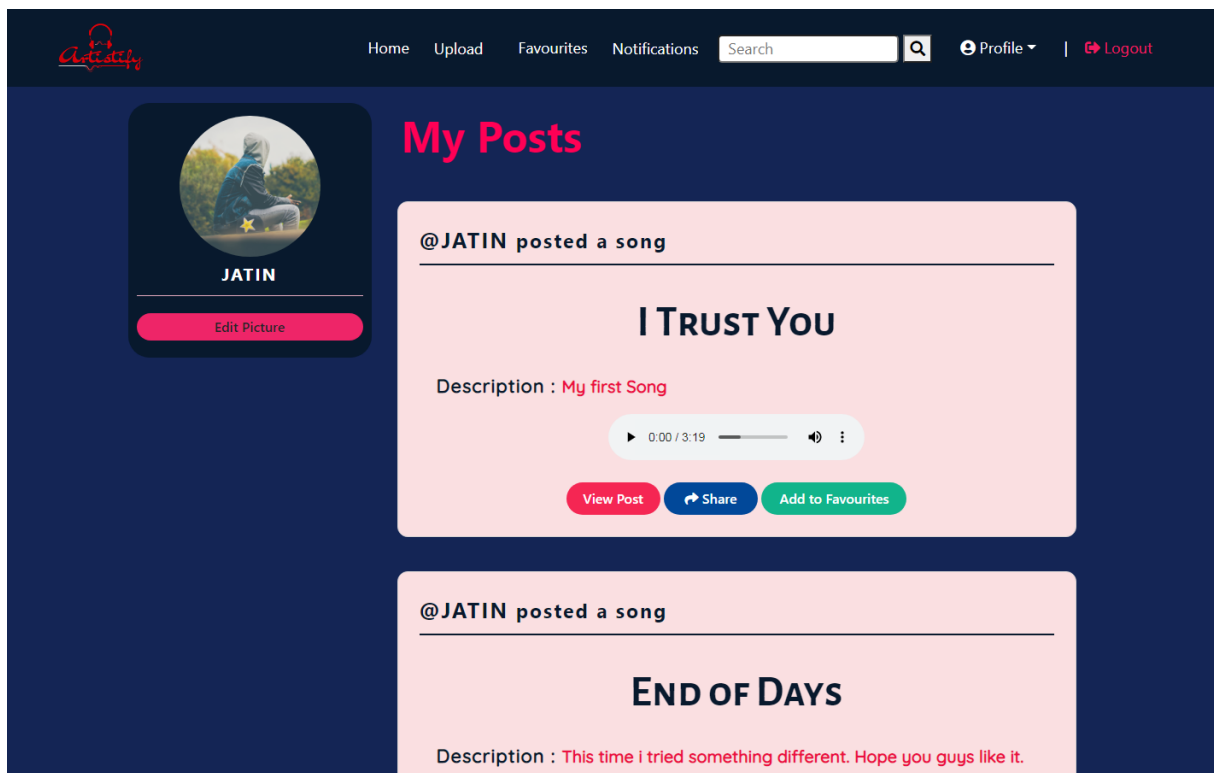 Artistify
Home Upload Favourites Notifications Search Profile | Logout
JATIN
Edit Picture
My Posts
@JATIN posted a song
I Trust You
Description : My first Song
0:00 / 3:19
View Post Share Add to Favourites
@JATIN posted a song
End of Days
Description : This time i tried something different. Hope you guys like it.